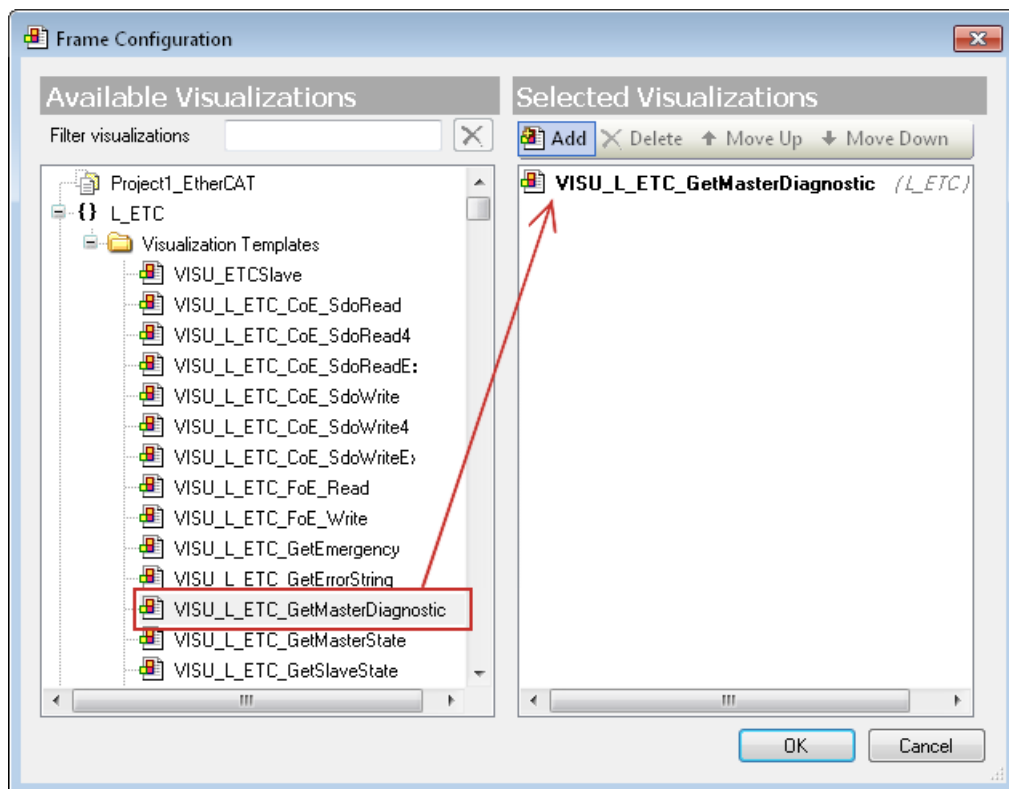 Frame Configuration
Available Visualizations
Filter visualizations
Project1_EtherCAT
{} L_ETC
Visualization Templates
VISU_ETCSlave
VISU_L_ETC_CoE_SdoRead
VISU_L_ETC_CoE_SdoRead4
VISU_L_ETC_CoE_SdoReadE:
VISU_L_ETC_CoE_SdoWrite
VISU_L_ETC_CoE_SdoWrite4
VISU_L_ETC_CoE_SdoWriteE
VISU_L_ETC_FoE_Read
VISU_L_ETC_FoE_Write
VISU_L_ETC_GetEmergency
VISU_L_ETC_GetErrorString
VISU_L_ETC_GetMasterDiagnostic
VISU_L_ETC_GetMasterState
VISU_L_ETC_GetSlaveState
Selected Visualizations
Add Delete Move Up Move Down
VISU_L_ETC_GetMasterDiagnostic (L_ETC)
OK Cancel